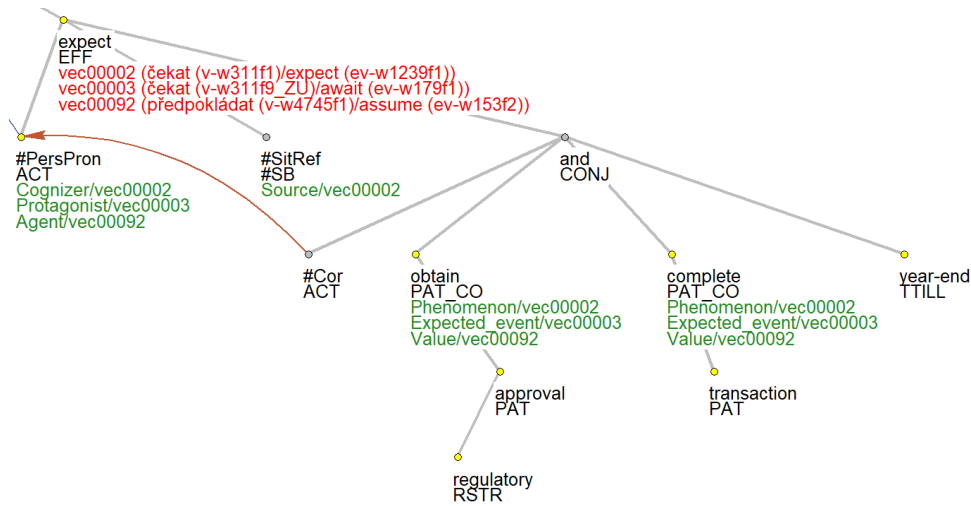 expect
EFF
vec00002 (čekat (v-w311f1)/expect (ev-w1239f1))
vec00003 (čekat (v-w311f9_ZU)/await (ev-w179f1))
vec00092 (předpokládat (v-w4745f1)/assume (ev-w153f2))
#PersPron
ACT
Cognizer/vec00002
Protagonist/vec00003
Agent/vec00092
#SitRef
#SB
Source/vec00002
and
CONJ
#Cor
ACT
obtain
PAT_CO
Phenomenon/vec00002
Expected_event/vec00003
Value/vec00092
complete
PAT_CO
Phenomenon/vec00002
Expected_event/vec00003
Value/vec00092
year-end
TTILL
approval
PAT
transaction
PAT
regulatory
RSTR